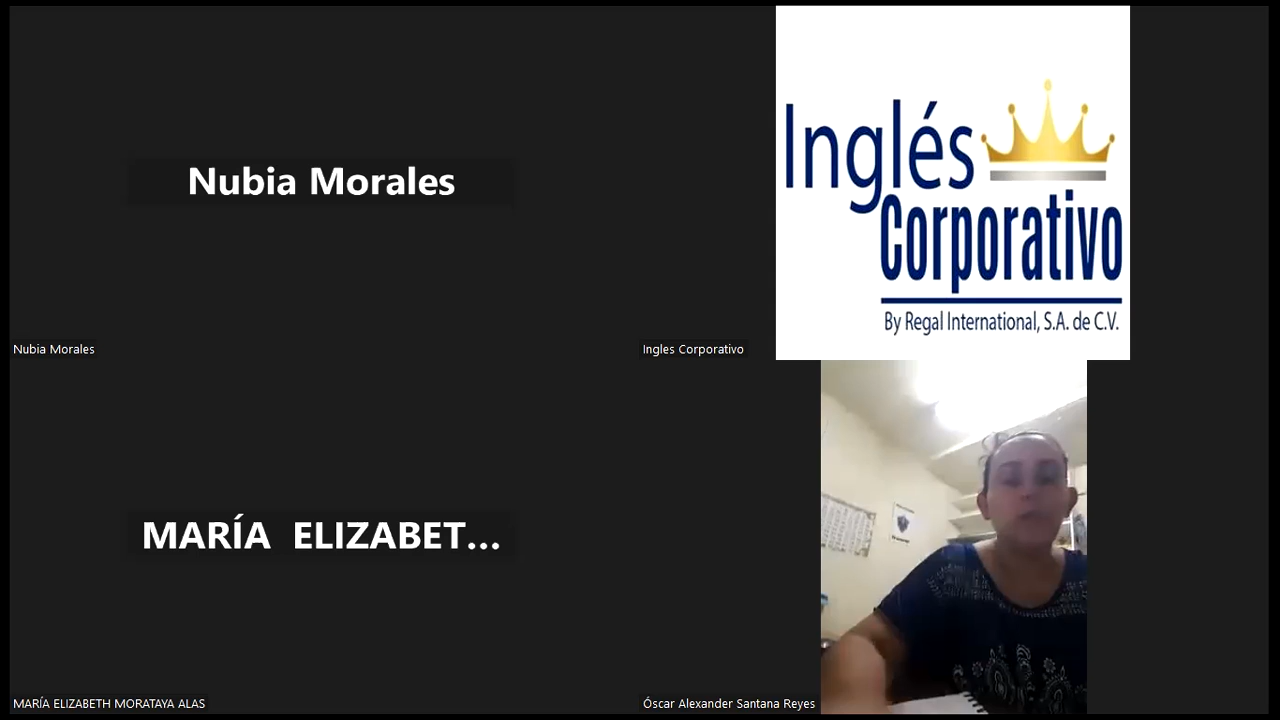 Nubia Morales
Nubia Morales
Inglés
Corporativo
By Regal International, S.A. de C.V.
Ingles Corporativo
MARÍA ELIZABET...
MARÍA ELIZABETH MORATAYA ALAS
Óscar Alexander Santana Reyes